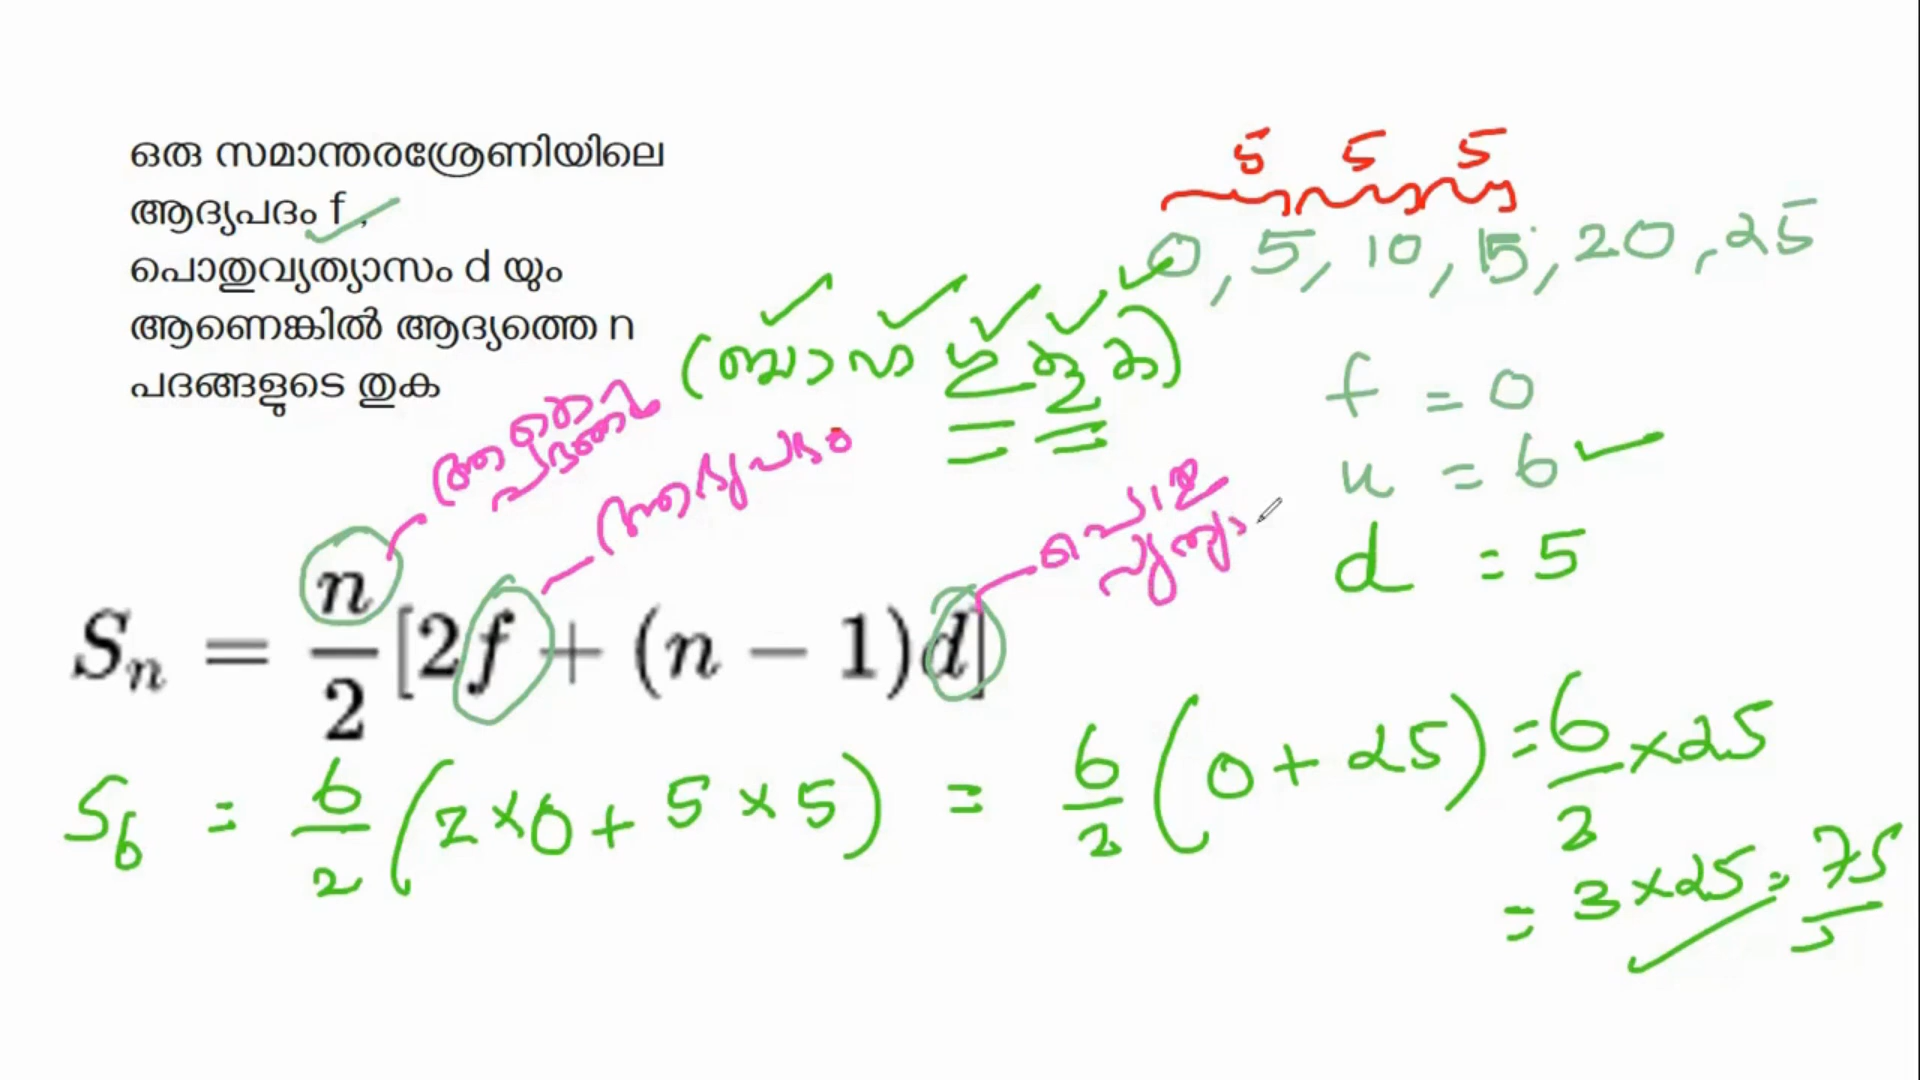 5 5 5
0, 5, 10, 15, 20, 25
ഒരു സമാന്തരശ്രേണിയിലെ
ആദ്യപദം f ,
പൊതുവ്യത്യാസം d യും
ആണെങ്കിൽ ആദ്യത്തെ n
പദങ്ങളുടെ തുക
f = 0
n = 6
d = 5
ആദ്യപദം
S_n = n/2 [2f + (n − 1)d]
S_6 = 6/2 (2×0 + 5×5) = 6/2 (0 + 25) = 6/2 × 25
= 3×25 = 75